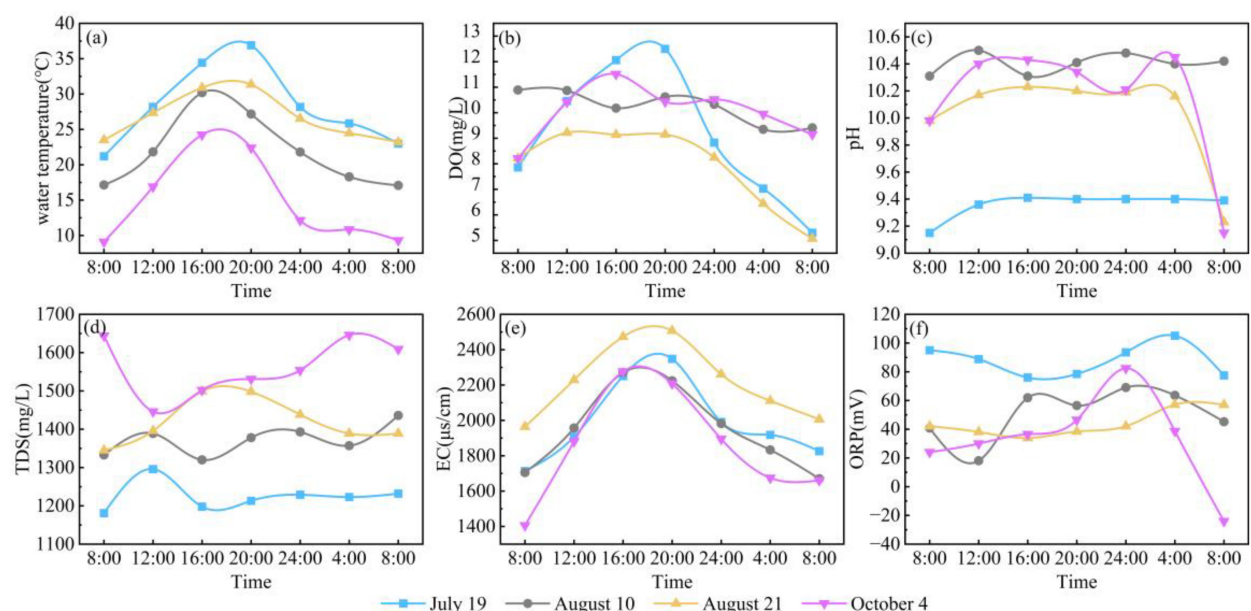 (a)
40
35
30
25
20
15
10
water temperature(°C)
8:00 12:00 16:00 20:00 24:00 4:00 8:00
Time
(b)
13
12
11
10
9
8
7
6
5
DO(mg/L)
8:00 12:00 16:00 20:00 24:00 4:00 8:00
Time
(c)
10.6
10.4
10.2
10.0
9.8
9.6
9.4
9.2
9.0
pH
8:00 12:00 16:00 20:00 24:00 4:00 8:00
Time
(d)
1700
1600
1500
1400
1300
1200
1100
TDS(mg/L)
8:00 12:00 16:00 20:00 24:00 4:00 8:00
Time
(e)
2600
2400
2200
2000
1800
1600
1400
EC(μs/cm)
8:00 12:00 16:00 20:00 24:00 4:00 8:00
Time
(f)
120
100
80
60
40
20
0
−20
−40
ORP(mV)
8:00 12:00 16:00 20:00 24:00 4:00 8:00
Time
July 19 August 10 August 21 October 4